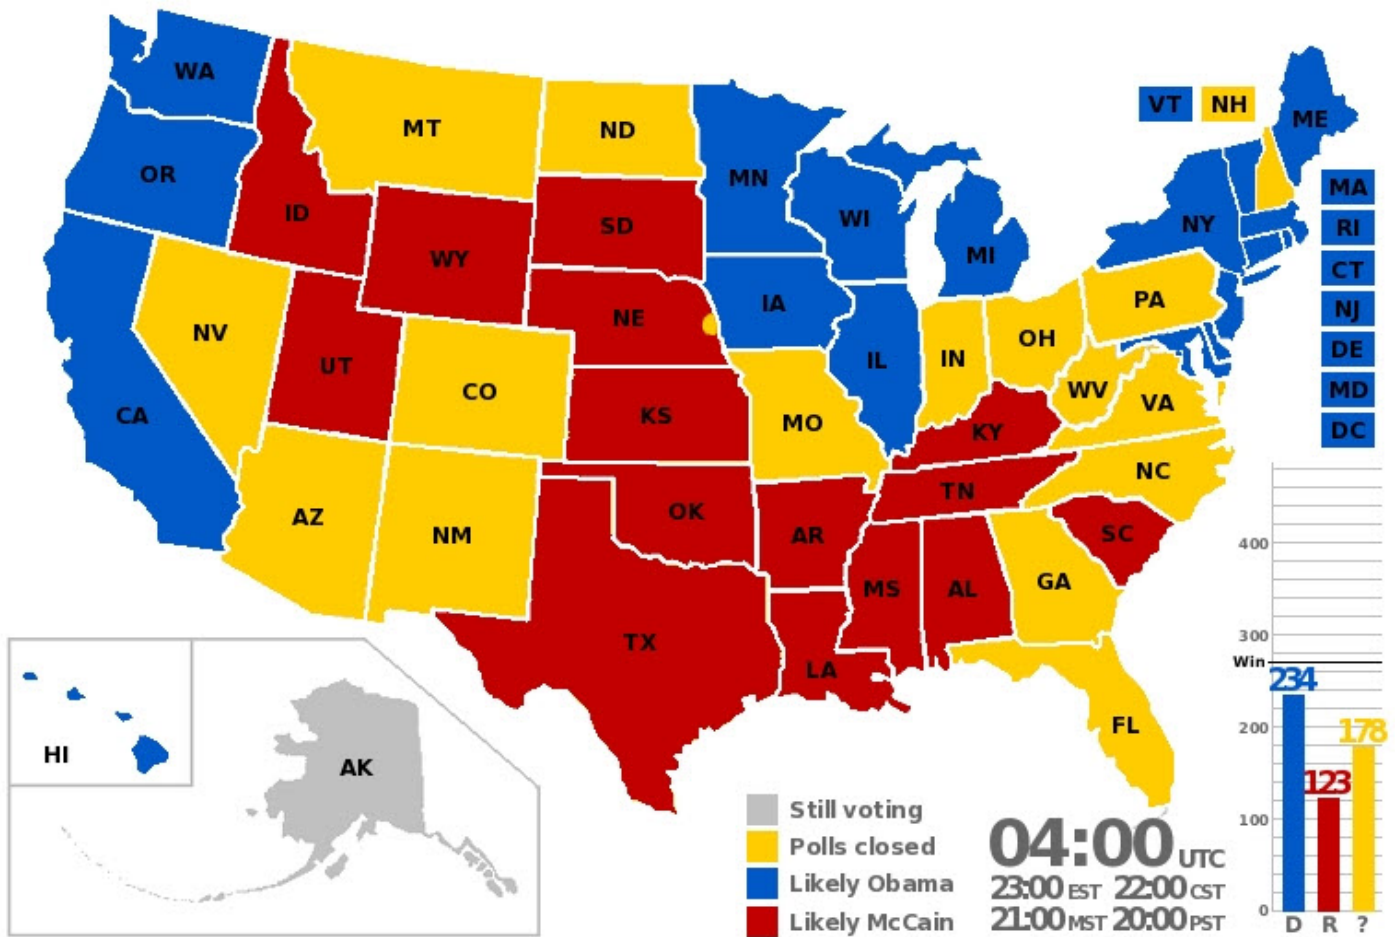 WA
MT
ND
VT
NH
ME
OR
MN
MA
ID
SD
WI
NY
RI
WY
MI
CT
NE
IA
PA
NJ
NV
UT
CO
IL
IN
OH
DE
WV
VA
MD
CA
KS
MO
KY
DC
AZ
NM
OK
AR
TN
NC
SC
MS
AL
GA
TX
LA
FL
HI
AK
400
300
Win
234
200
178
123
100
0
D R ?
Still voting
Polls closed
Likely Obama
Likely McCain
04:00 UTC
23:00 EST 22:00 CST
21:00 MST 20:00 PST